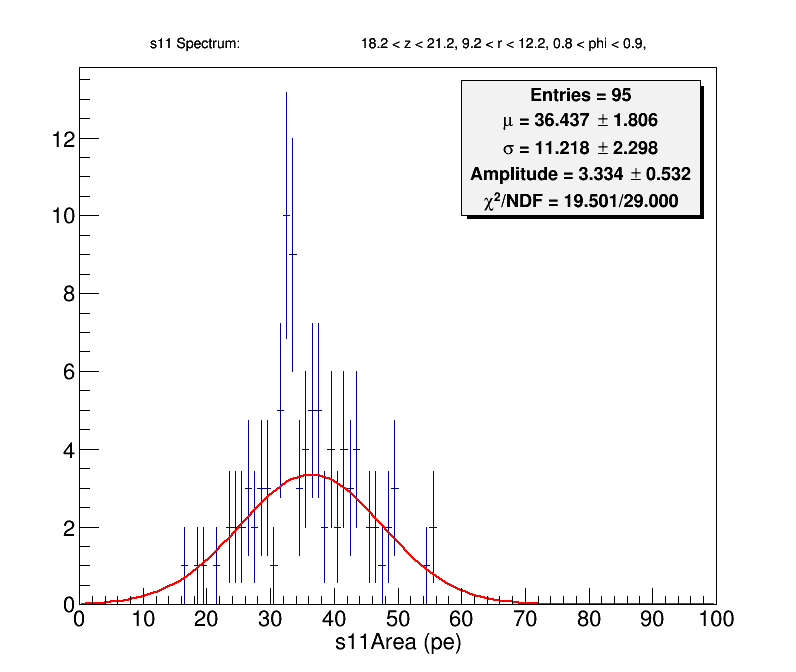 s11 Spectrum: 18.2 < z < 21.2, 9.2 < r < 12.2, 0.8 < phi < 0.9,
Entries = 95
μ = 36.437 ± 1.806
σ = 11.218 ± 2.298
Amplitude = 3.334 ± 0.532
χ²/NDF = 19.501/29.000
12
10
8
6
4
2
0
0 10 20 30 40 50 60 70 80 90 100
s11Area (pe)